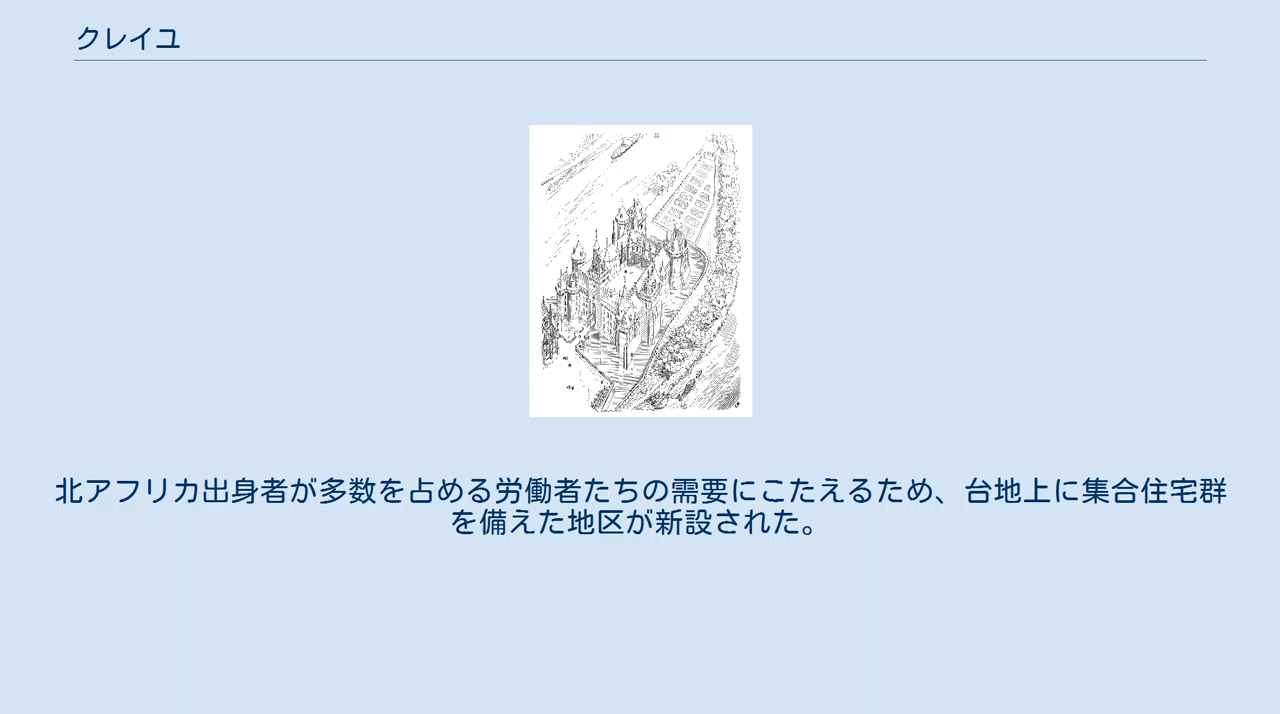 クレイユ
北アフリカ出身者が多数を占める労働者たちの需要にこたえるため、台地上に集合住宅群
を備えた地区が新設された。